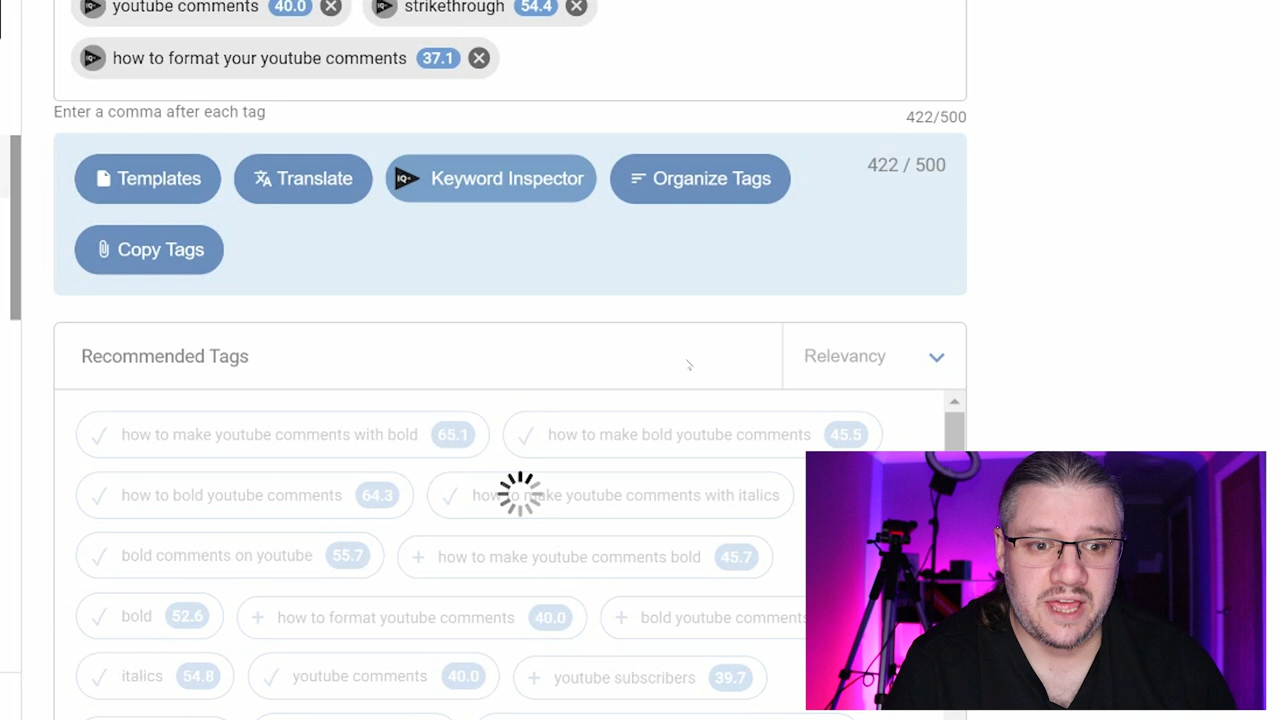 youtube comments 40.0 strikethrough 54.4
how to format your youtube comments 37.1
Enter a comma after each tag
422/500
Templates Translate IQ Keyword Inspector Organize Tags 422 / 500
Copy Tags
Recommended Tags Relevancy
how to make youtube comments with bold 65.1 how to make bold youtube comments 45.5
how to bold youtube comments 64.3 how to make youtube comments with italics
bold comments on youtube 55.7 + how to make youtube comments bold 45.7
bold 52.6 + how to format youtube comments 40.0 + bold youtube comments
italics 54.8 youtube comments 40.0 + youtube subscribers 39.7